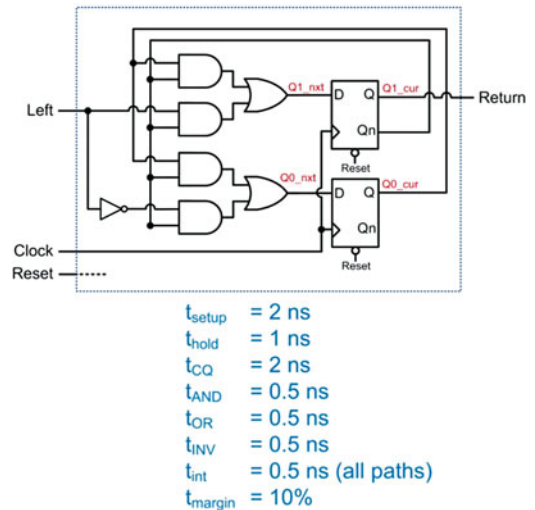 Q1_nxt
D Q
Q1_cur
Return
Left
Qn
Reset
Q0_nxt
D Q
Q0_cur
Qn
Clock
Reset
Reset
tsetup = 2 ns
thold = 1 ns
tCQ = 2 ns
tAND = 0.5 ns
tOR = 0.5 ns
tINV = 0.5 ns
tint = 0.5 ns (all paths)
tmargin = 10%